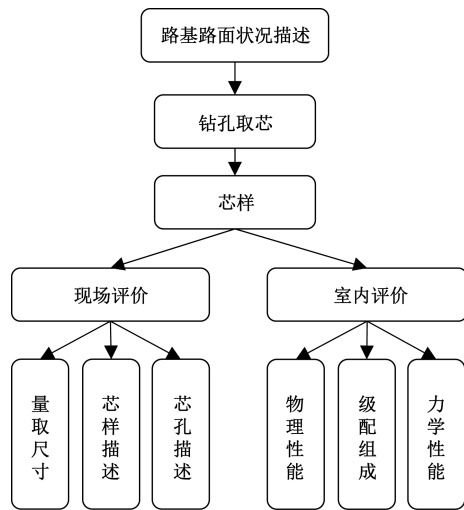 路基路面状况描述
钻孔取芯
芯样
现场评价
室内评价
量取尺寸
芯样描述
芯孔描述
物理性能
级配组成
力学性能